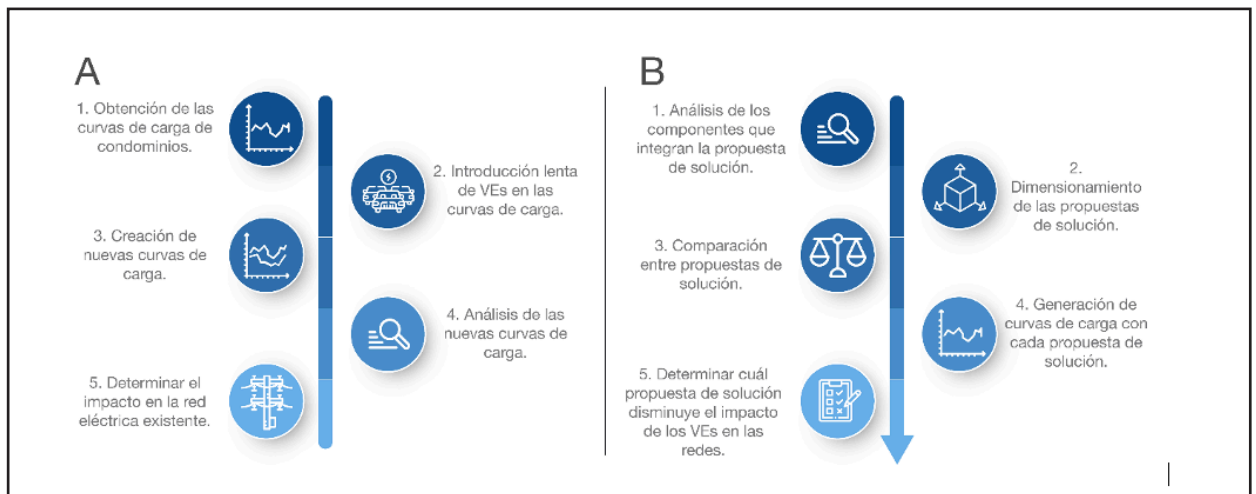 A
1. Obtención de las
curvas de carga de
condominios.
2. Introducción lenta
de VEs en las
curvas de carga.
3. Creación de
nuevas curvas de
carga.
4. Análisis de las
nuevas curvas de
carga.
5. Determinar el
impacto en la red
eléctrica existente.
B
1. Análisis de los
componentes que
integran la propuesta
de solución.
2.
Dimensionamiento
de las propuestas
de solución.
3. Comparación
entre propuestas de
solución.
4. Generación de
curvas de carga con
cada propuesta de
solución.
5. Determinar cuál
propuesta de solución
disminuye el impacto
de los VEs en las
redes.